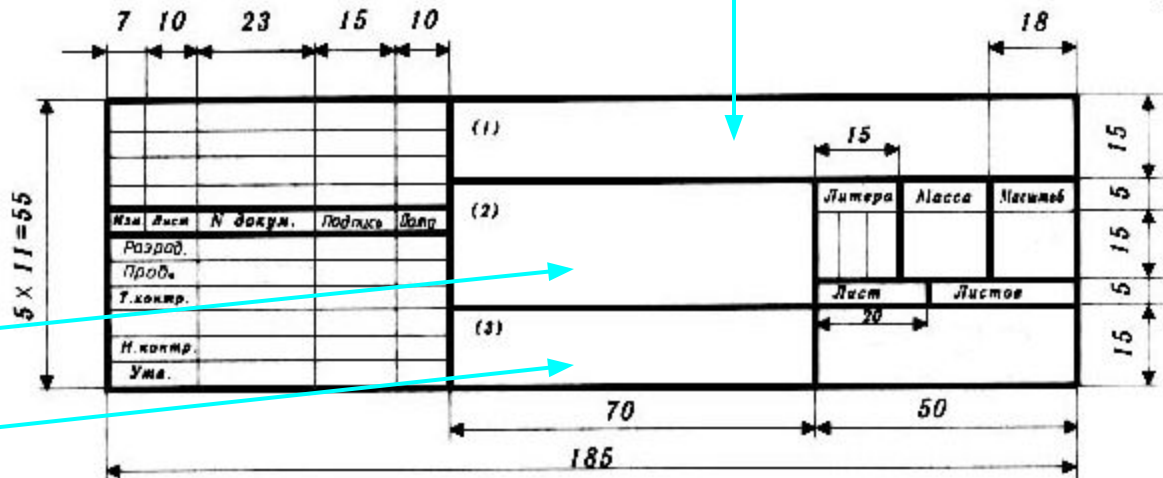 7 10 23 15 10 18
(1)
15
15
Литера Масса Масштаб
5
(2)
Изм Лист N докум. Подпись Дата
15
5 × 11 = 55
Разраб.
Пров.
Т.контр.
Лист Листов
5
20
(3)
15
Н.контр.
Утв.
70 50
185